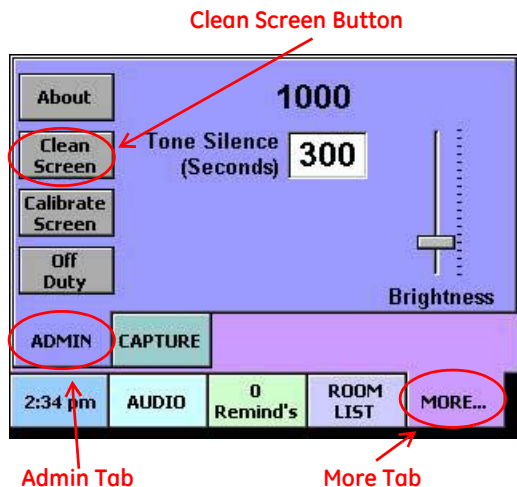 Clean Screen Button
About
1000
Clean
Screen
Tone Silence
(Seconds)
300
Calibrate
Screen
Off
Duty
Brightness
ADMIN
CAPTURE
2:34 pm
AUDIO
0
Remind's
ROOM
LIST
MORE...
Admin Tab
More Tab